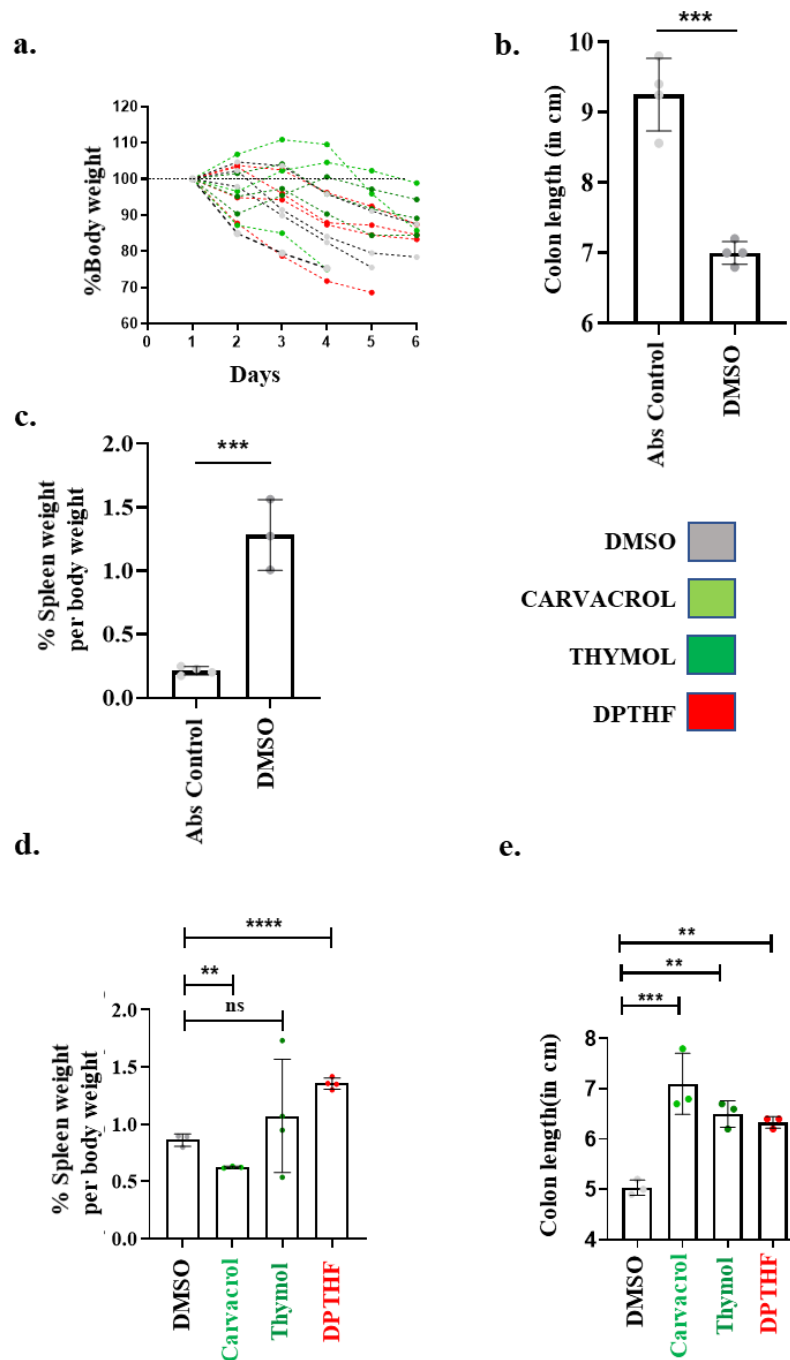 a.
120
110
100
90
80
70
60
%Body weight
0 1 2 3 4 5 6
Days
b.
***
10
9
8
7
6
Colon length (in cm)
Abs Control
DMSO
c.
***
2.0
1.5
1.0
0.5
0.0
% Spleen weight
per body weight
Abs Control
DMSO
DMSO
CARVACROL
THYMOL
DPTHF
d.
****
**
ns
2.0
1.5
1.0
0.5
0.0
% Spleen weight
per body weight
DMSO
Carvacrol
Thymol
DPTHF
e.
**
**
***
8
7
6
5
4
Colon length(in cm)
DMSO
Carvacrol
Thymol
DPTHF